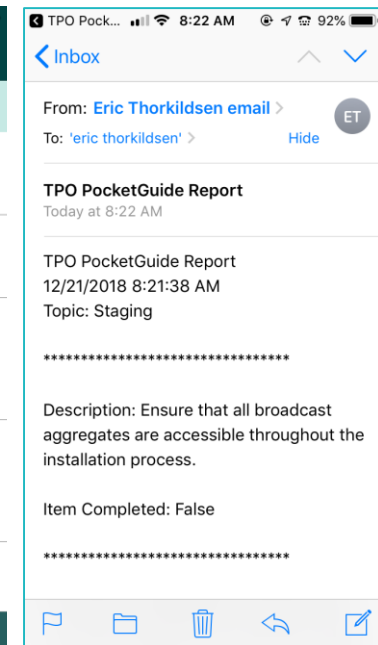 TPO Pock... 8:22 AM 92%
Inbox
From: Eric Thorkildsen email
ET
To: 'eric thorkildsen'
Hide
TPO PocketGuide Report
Today at 8:22 AM
TPO PocketGuide Report
12/21/2018 8:21:38 AM
Topic: Staging
*********************************
Description: Ensure that all broadcast
aggregates are accessible throughout the
installation process.
Item Completed: False
*********************************